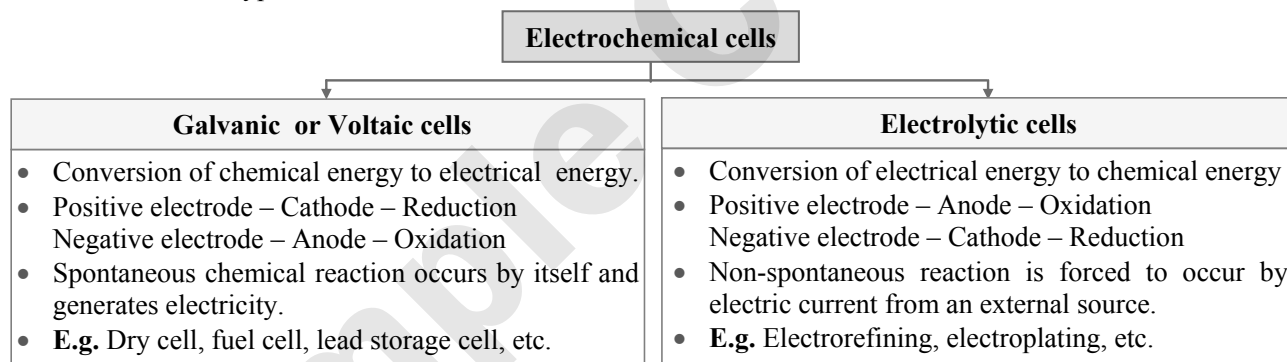 Electrochemical cells
Galvanic or Voltaic cells
• Conversion of chemical energy to electrical energy.
• Positive electrode – Cathode – Reduction
Negative electrode – Anode – Oxidation
• Spontaneous chemical reaction occurs by itself and
generates electricity.
• E.g. Dry cell, fuel cell, lead storage cell, etc.
Electrolytic cells
• Conversion of electrical energy to chemical energy
• Positive electrode – Anode – Oxidation
Negative electrode – Cathode – Reduction
• Non-spontaneous reaction is forced to occur by
electric current from an external source.
• E.g. Electrorefining, electroplating, etc.